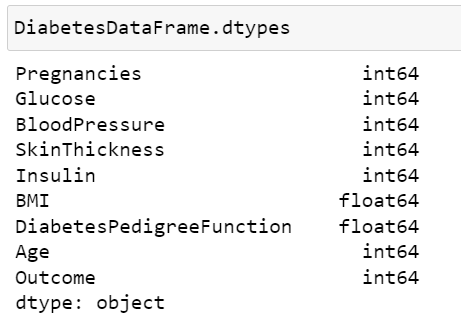 DiabetesDataFrame.dtypes
Pregnancies int64
Glucose int64
BloodPressure int64
SkinThickness int64
Insulin int64
BMI float64
DiabetesPedigreeFunction float64
Age int64
Outcome int64
dtype: object